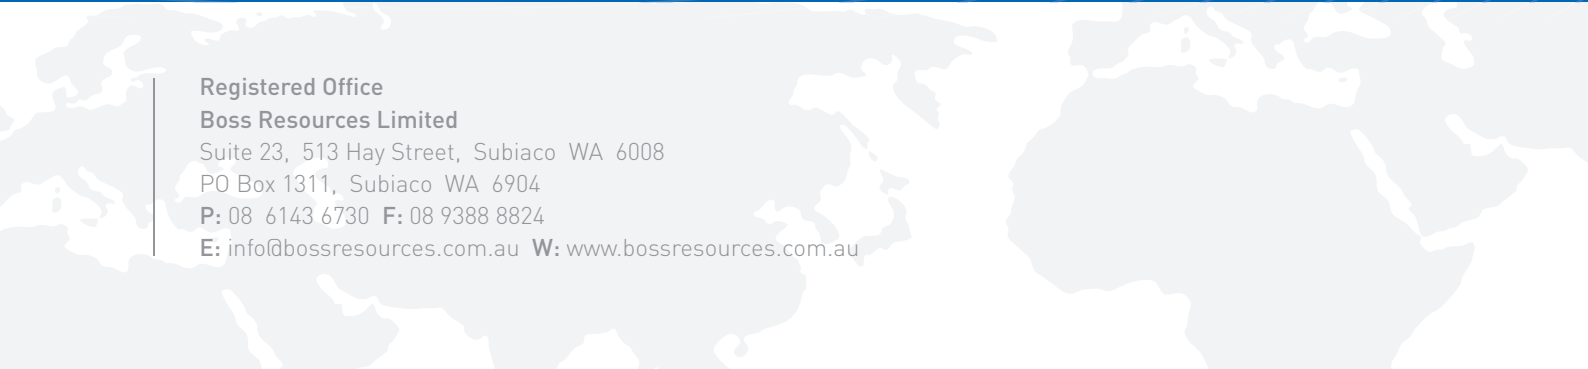 Registered Office
Boss Resources Limited
Suite 23, 513 Hay Street, Subiaco WA 6008
PO Box 1311, Subiaco WA 6904
P: 08 6143 6730 F: 08 9388 8824
E: info@bossresources.com.au W: www.bossresources.com.au